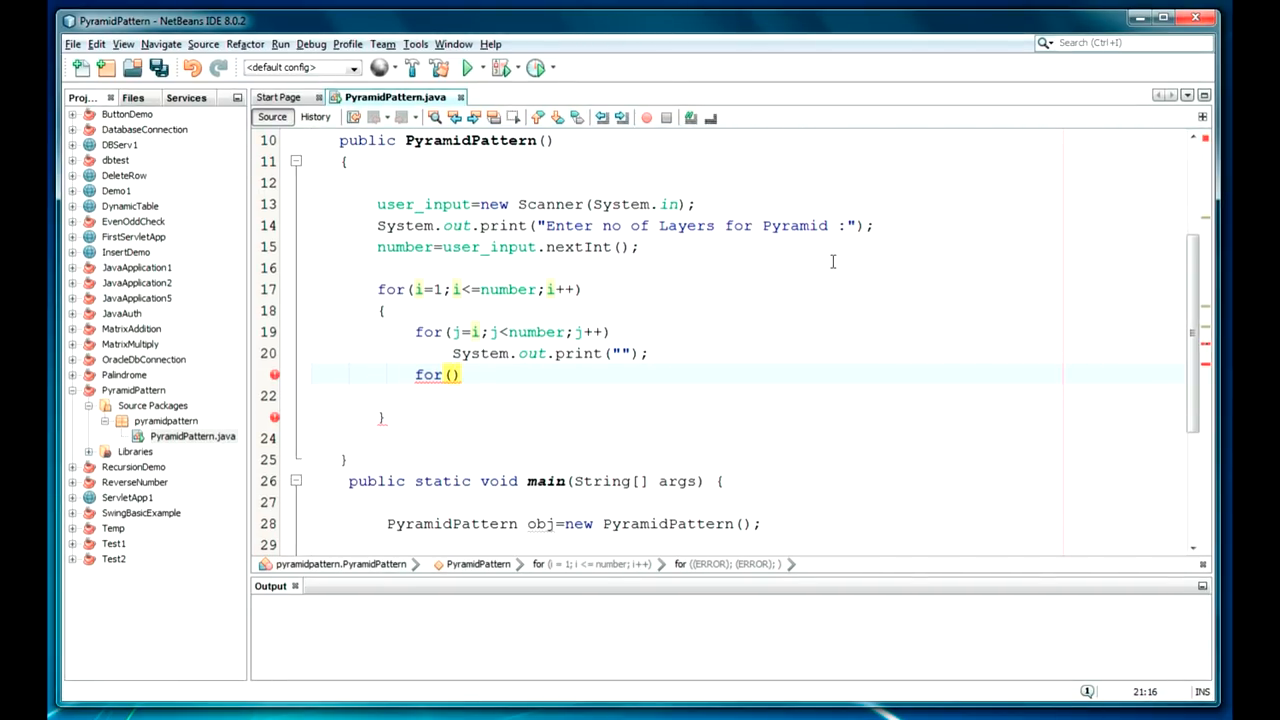 PyramidPattern - NetBeans IDE 8.0.2
File Edit View Navigate Source Refactor Run Debug Profile Team Tools Window Help
Search (Ctrl+I)
<default config>
Proj... Files Services
Start Page PyramidPattern.java
Source History
ButtonDemo
DatabaseConnection
DBServ1
dbtest
DeleteRow
Demo1
DynamicTable
EvenOddCheck
FirstServletApp
InsertDemo
JavaApplication1
JavaApplication2
JavaApplication5
JavaAuth
MatrixAddition
MatrixMultiply
OracleDbConnection
Palindrome
PyramidPattern
Source Packages
pyramidpattern
PyramidPattern.java
Libraries
RecursionDemo
ReverseNumber
ServletApp1
SwingBasicExample
Temp
Test1
Test2
10 public PyramidPattern()
11 {
12
13 user_input=new Scanner(System.in);
14 System.out.print("Enter no of Layers for Pyramid :");
15 number=user_input.nextInt();
16
17 for(i=1;i<=number;i++)
18 {
19 for(j=i;j<number;j++)
20 System.out.print("");
for()
22
}
24
25 }
26 public static void main(String[] args) {
27
28 PyramidPattern obj=new PyramidPattern();
29
pyramidpattern.PyramidPattern PyramidPattern for (i = 1; i <= number; i++) for ((ERROR); (ERROR); )
Output
1 21:16 INS